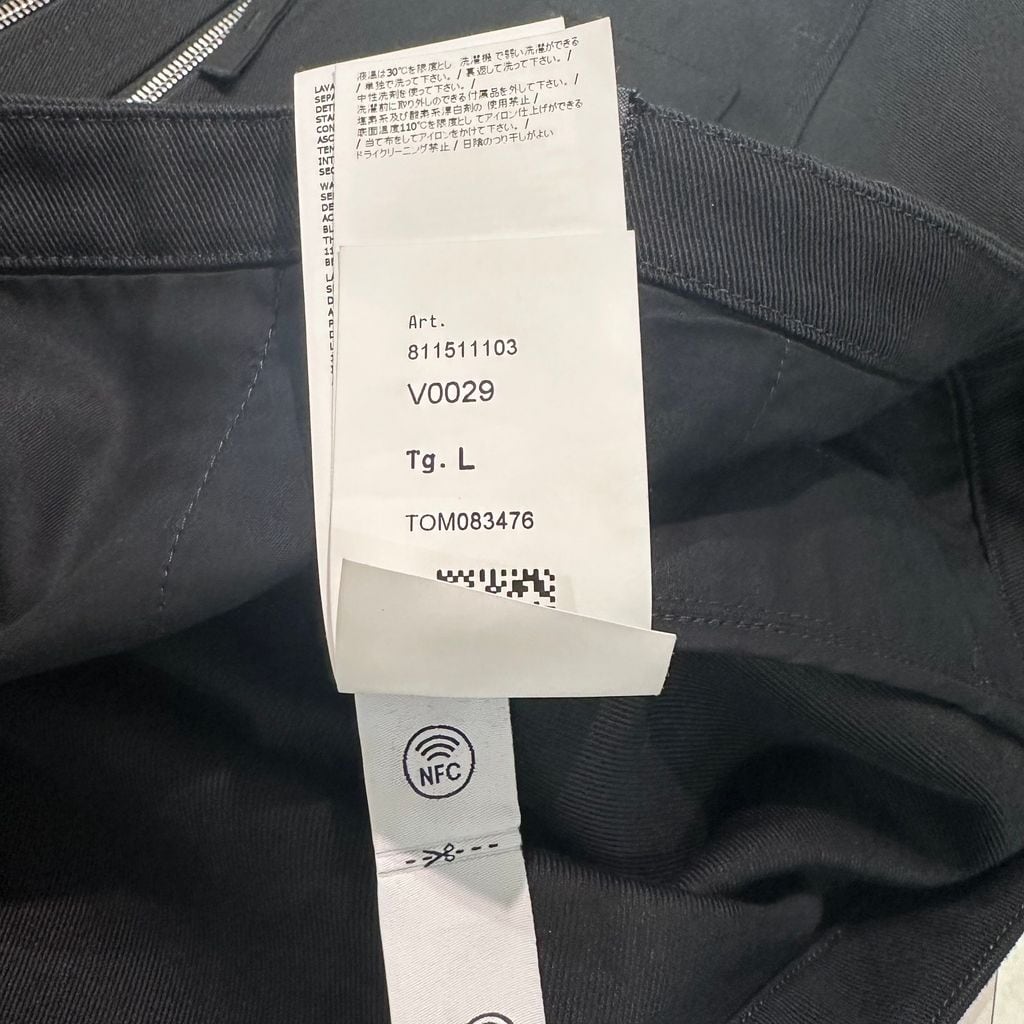 液温は30℃を限度とし 洗濯機 で弱い洗濯ができる
/ 単独で洗って下さい。/ 裏返して洗って下さい。/
中性洗剤を使って下さい。/
洗濯前に取り外しのできる付属品を外して下さい。/
塩素系及び酸素系漂白剤の 使用禁止 /
底面温度110℃を限度とし てアイロン仕上げができる
/ 当て布をしてアイロンをかけて下さい。/
ドライクリーニング禁止 / 日陰のつり干しがよい
Art.
811511103
V0029
Tg. L
TOM083476
NFC